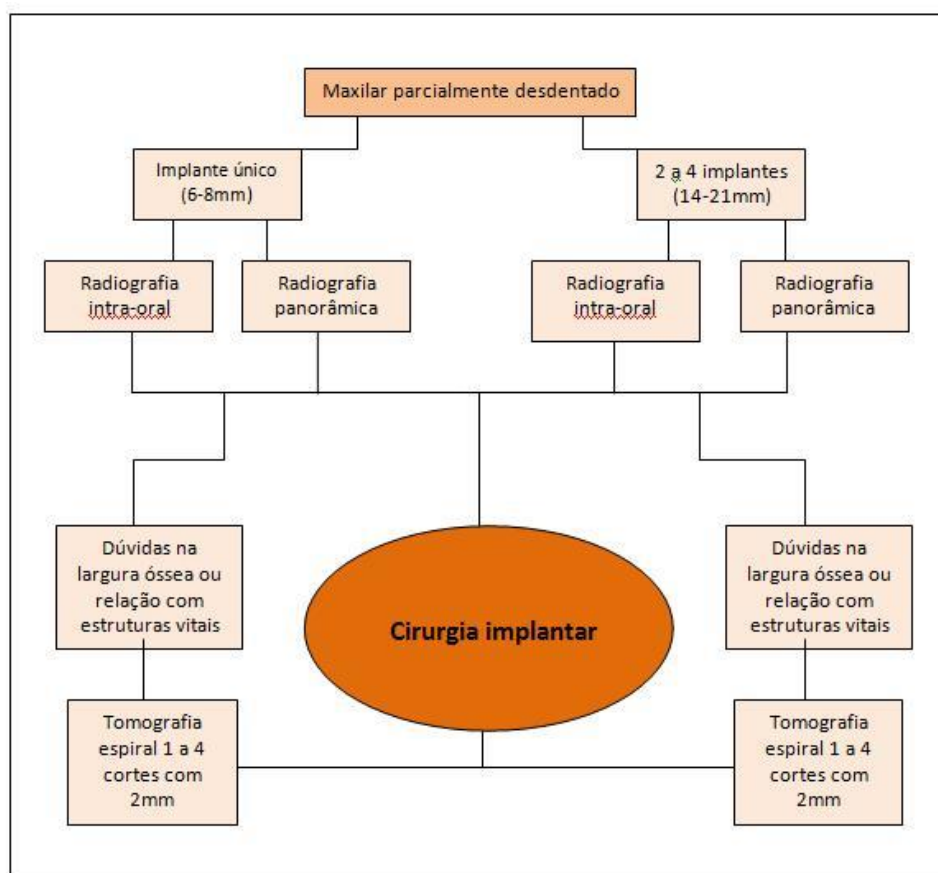 Maxilar parcialmente desdentado
Implante único
(6-8mm)
2 a 4 implantes
(14-21mm)
Radiografia
intra-oral
Radiografia
panorâmica
Radiografia
intra-oral
Radiografia
panorâmica
Dúvidas na
largura óssea ou
relação com
estruturas vitais
Cirurgia implantar
Dúvidas na
largura óssea ou
relação com
estruturas vitais
Tomografia
espiral 1 a 4
cortes com
2mm
Tomografia
espiral 1 a 4
cortes com
2mm